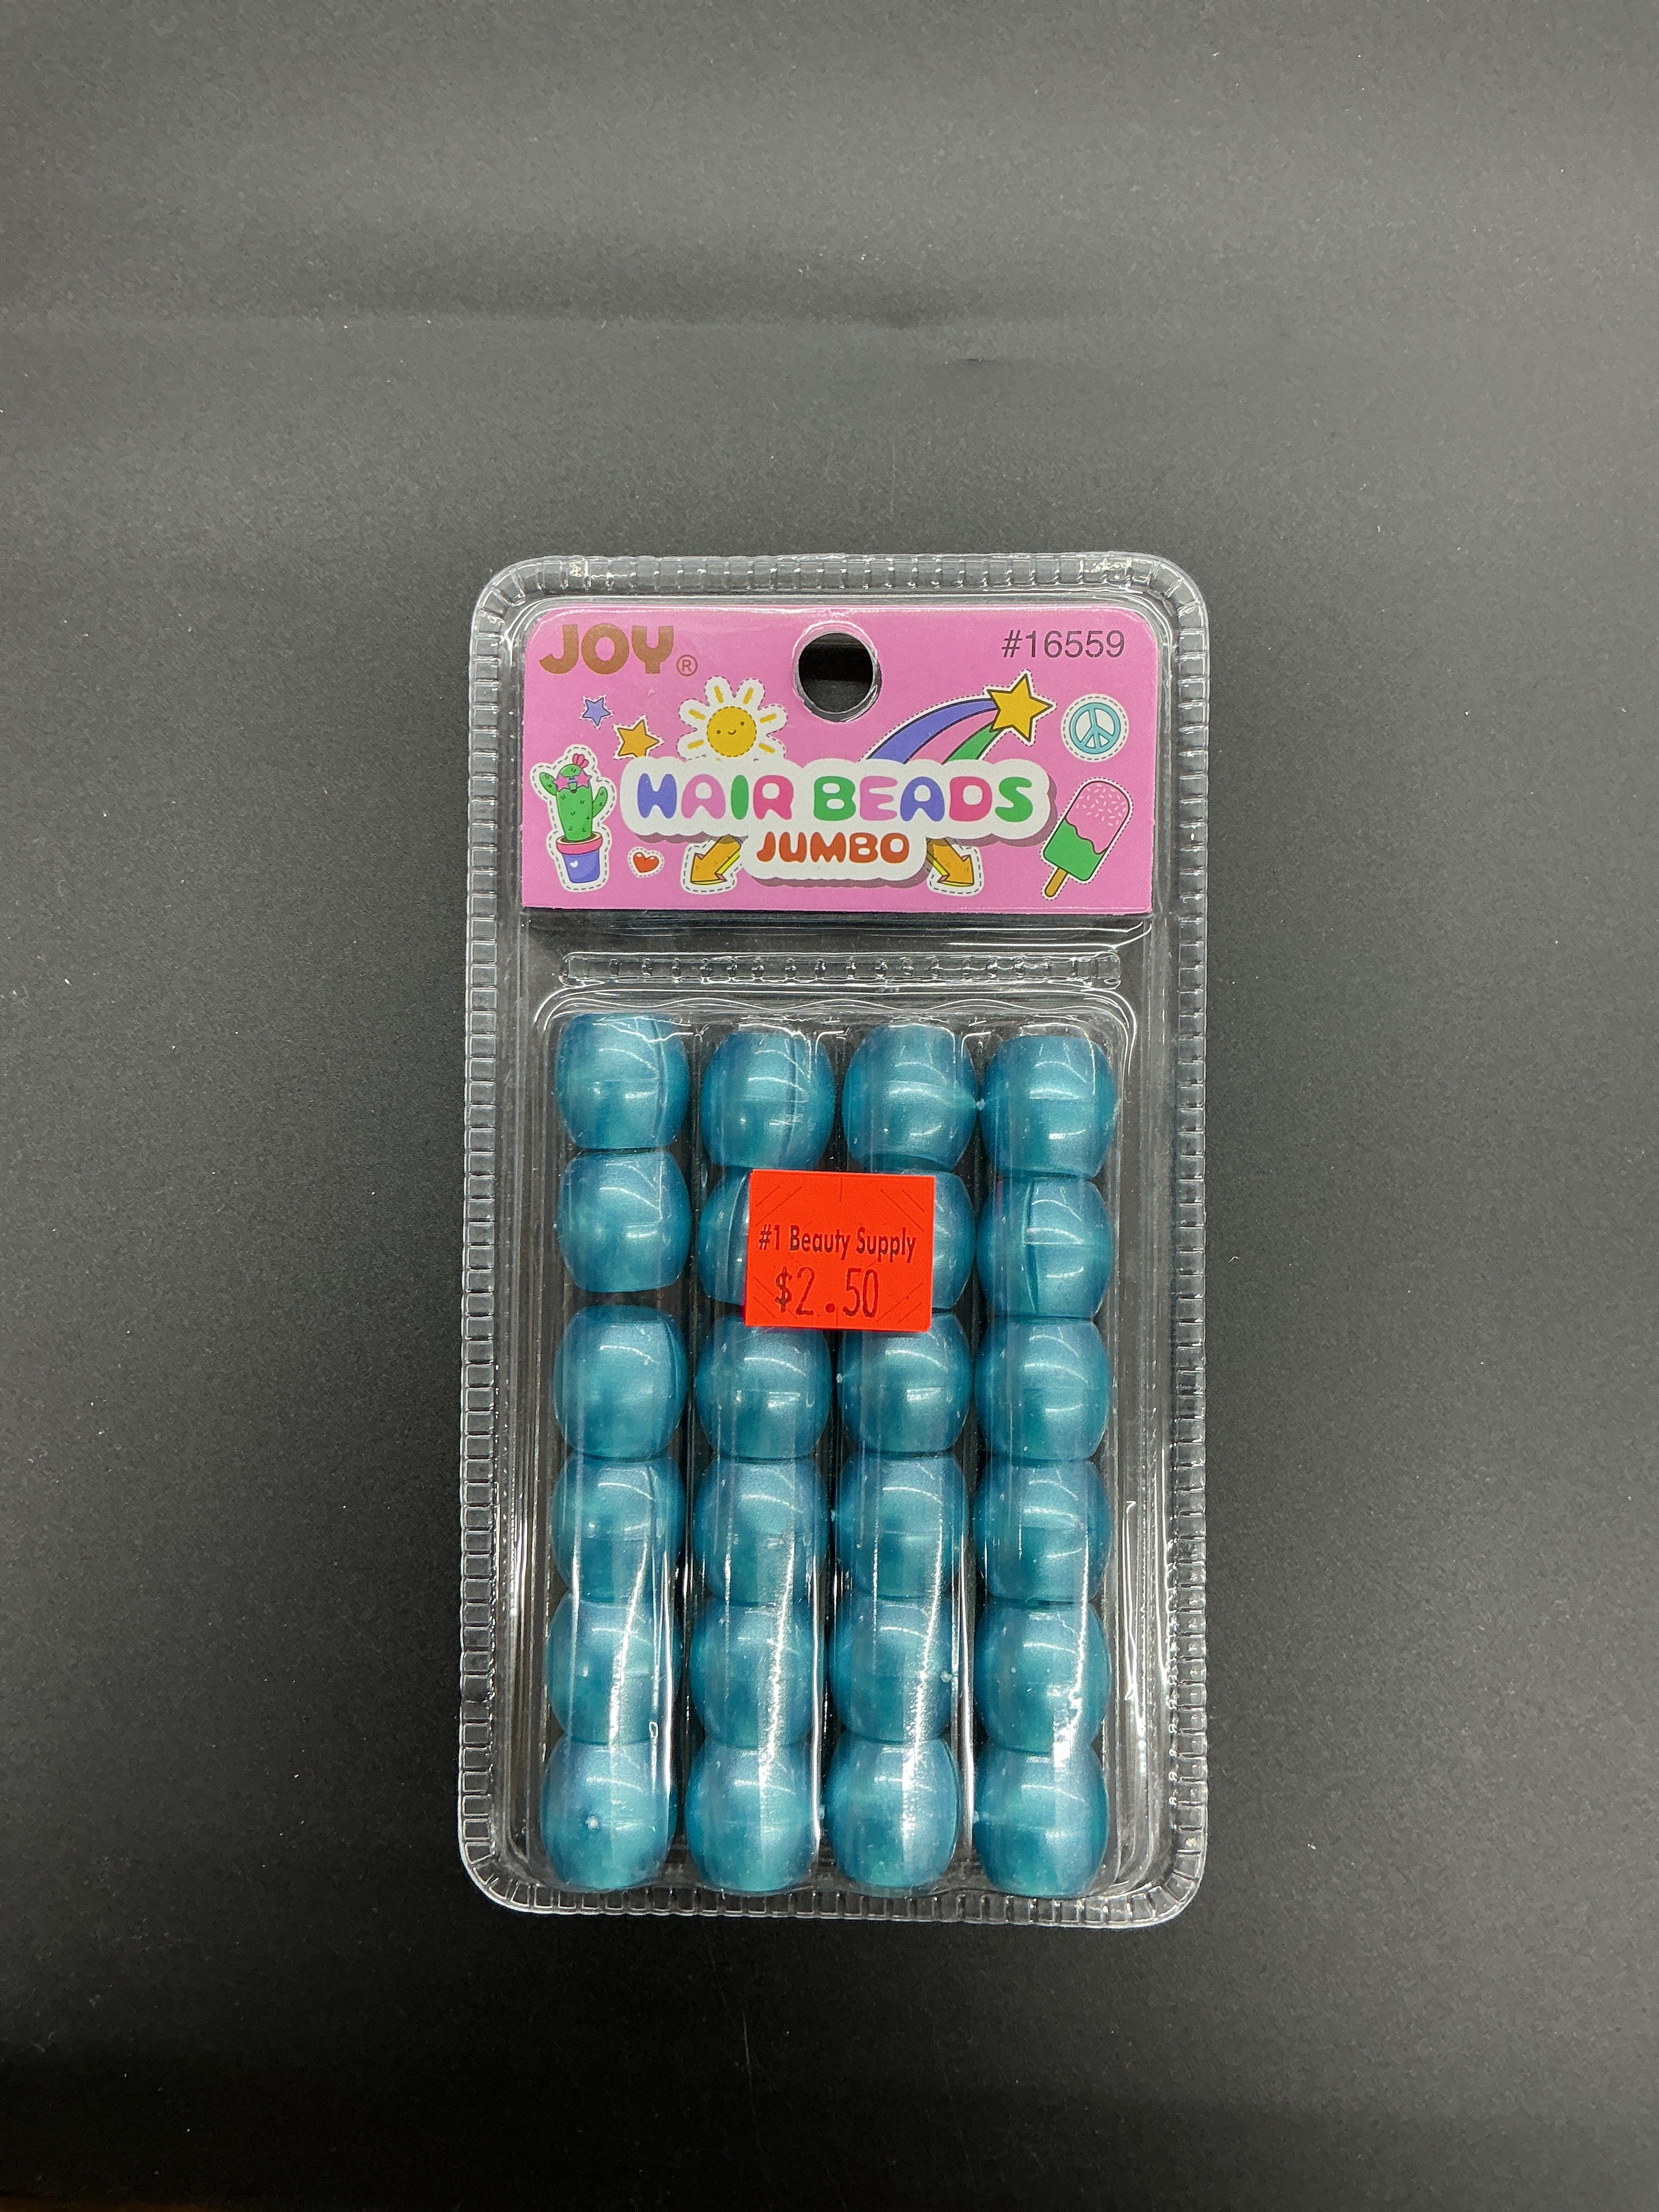 JOY®
#16559
HAIR BEADS
JUMBO
#1 Beauty Supply
$2.50